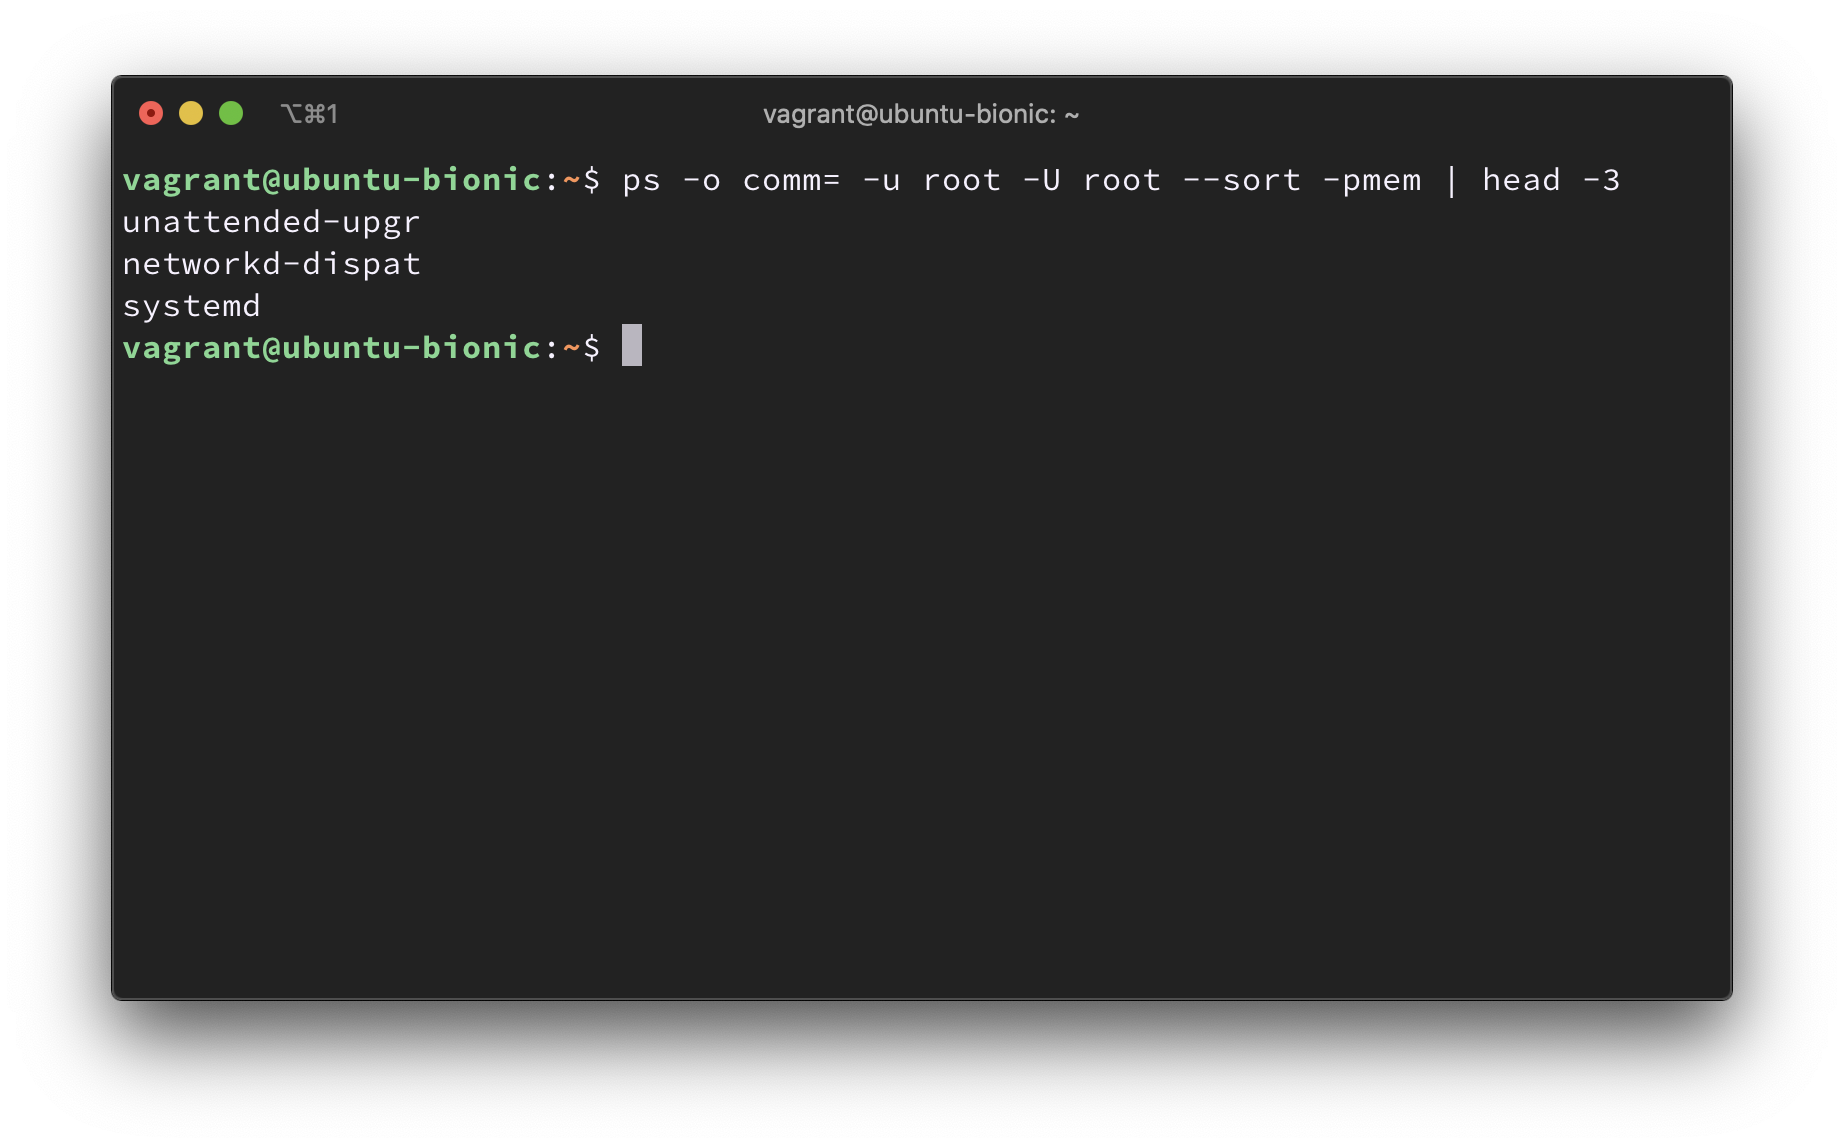 ⌥⌘1
vagrant@ubuntu-bionic: ~
vagrant@ubuntu-bionic:~$ ps -o comm= -u root -U root --sort -pmem | head -3
unattended-upgr
networkd-dispat
systemd
vagrant@ubuntu-bionic:~$